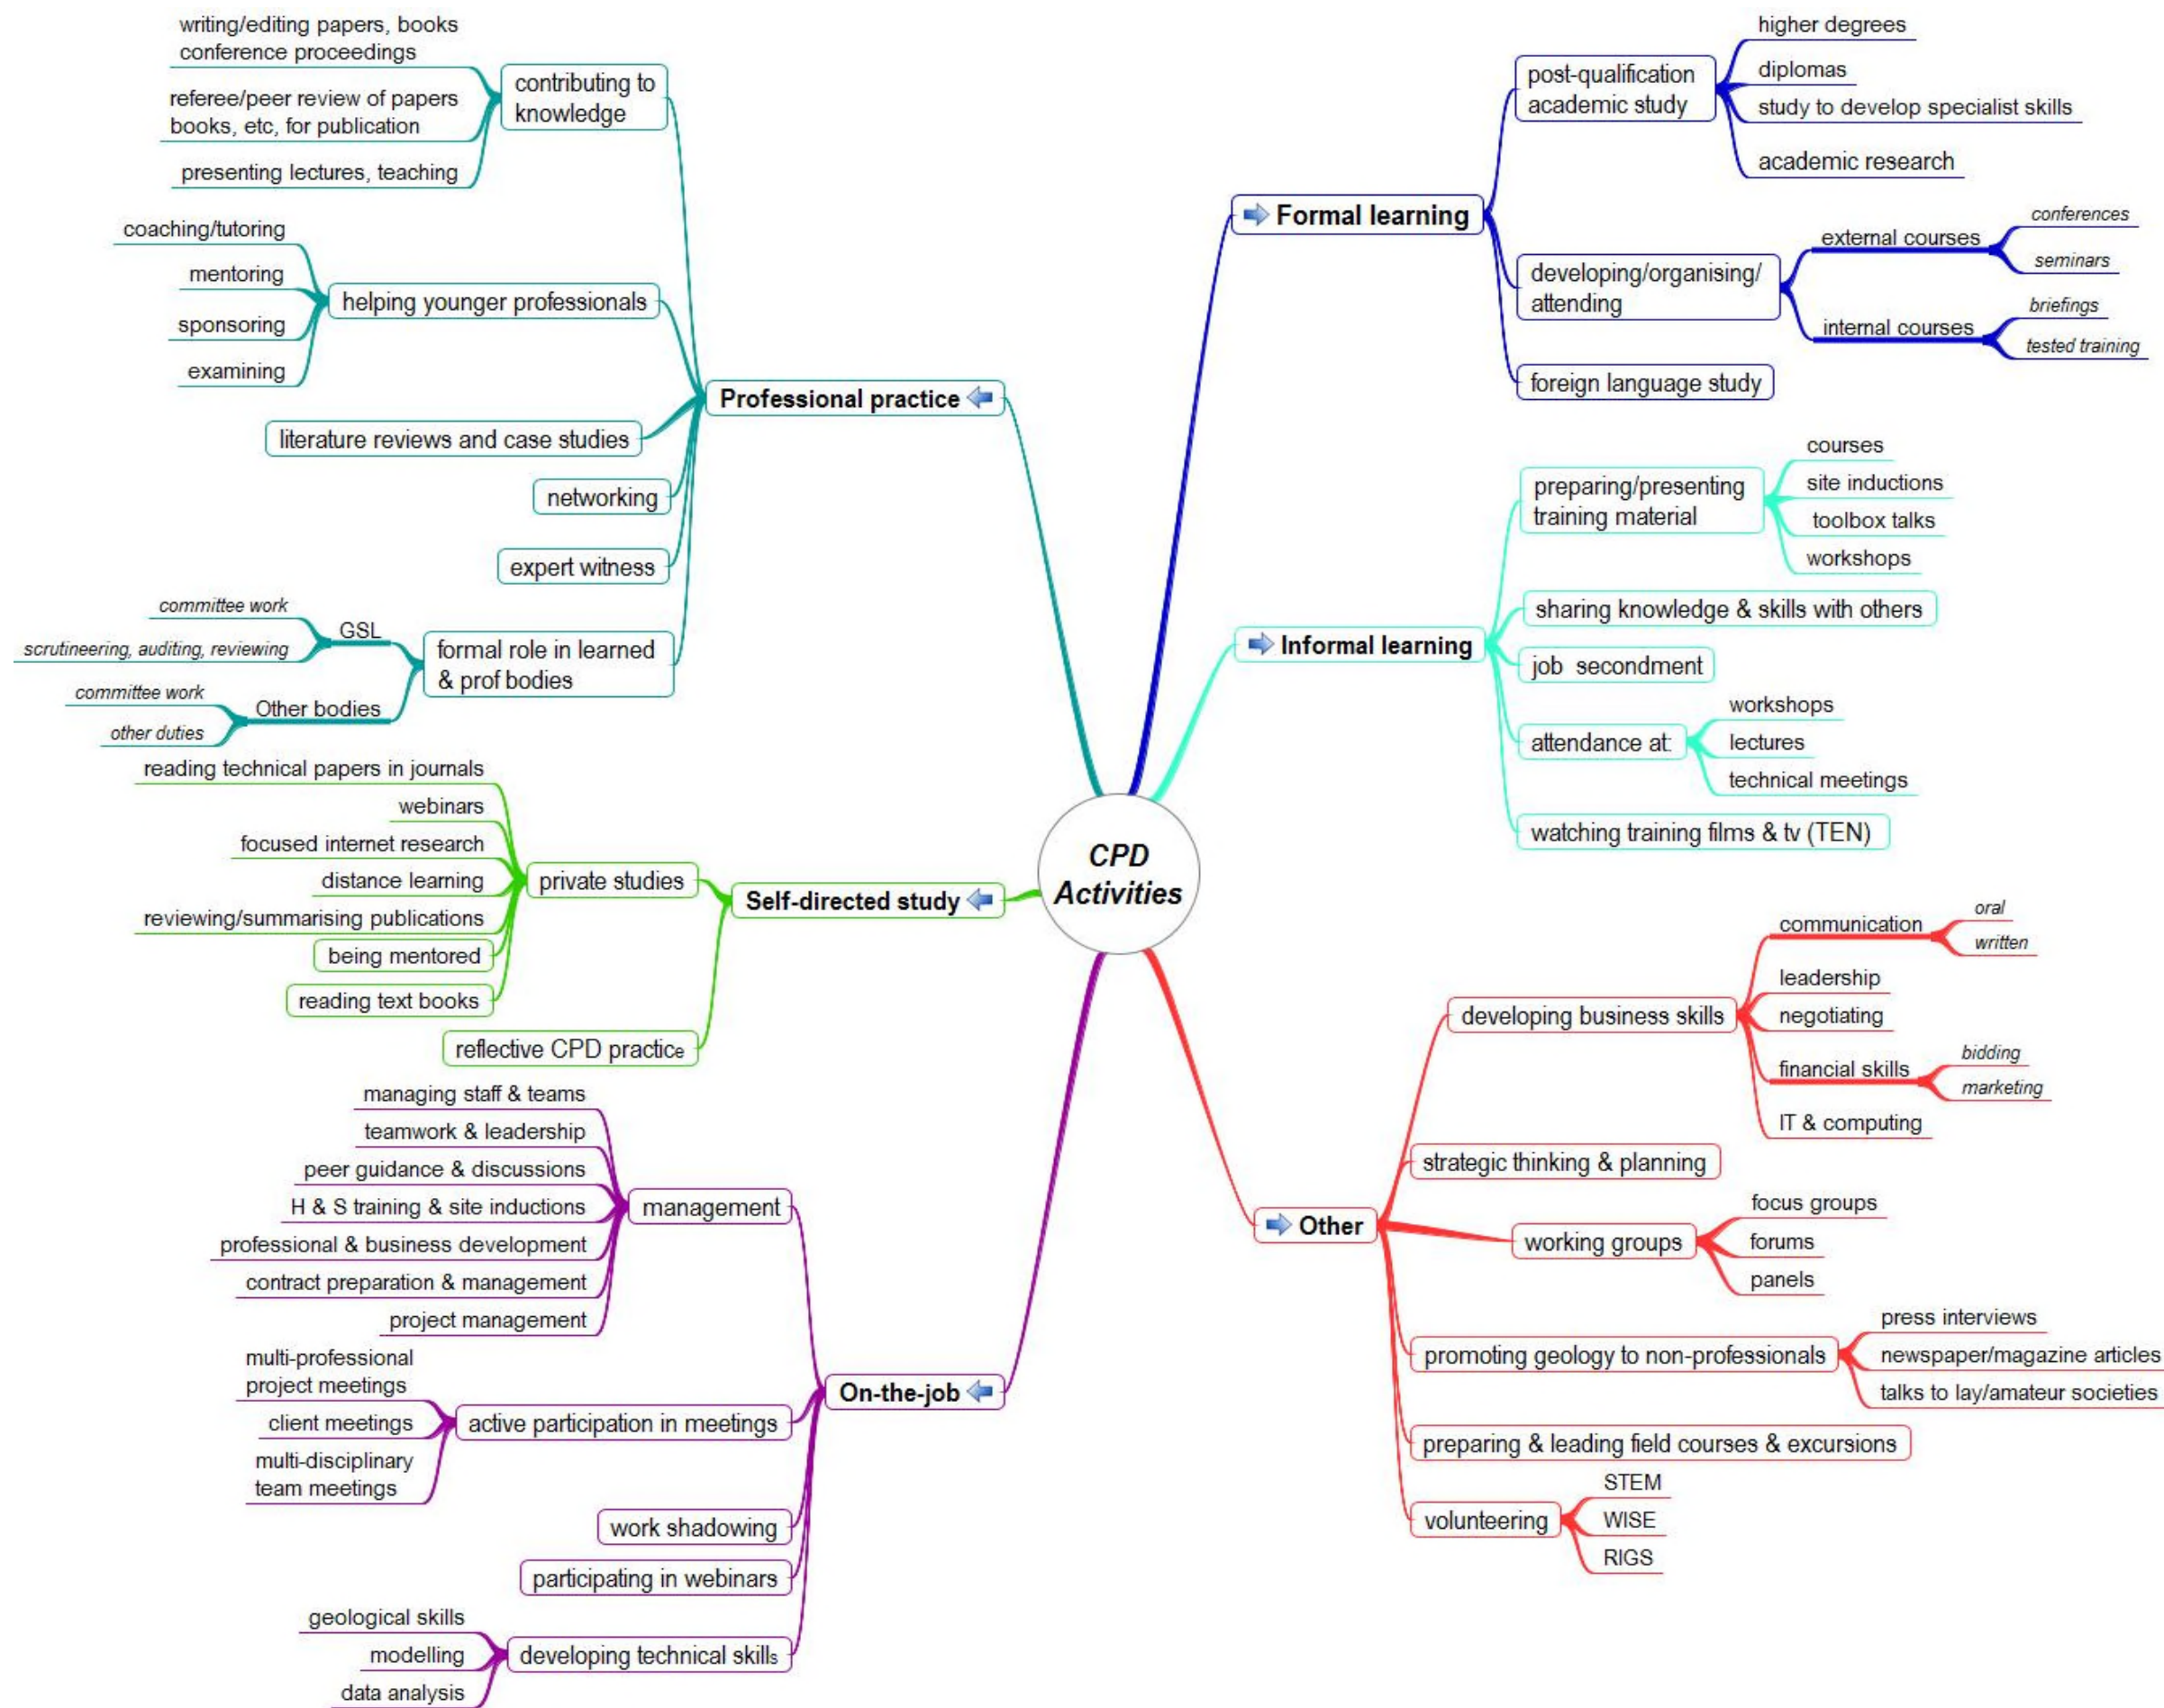 CPD
Activities
Formal learning
post-qualification
academic study
higher degrees
diplomas
study to develop specialist skills
academic research
developing/organising/
attending
external courses
conferences
seminars
internal courses
briefings
tested training
foreign language study
Informal learning
preparing/presenting
training material
courses
site inductions
toolbox talks
workshops
sharing knowledge & skills with others
job secondment
attendance at:
workshops
lectures
technical meetings
watching training films & tv (TEN)
Other
developing business skills
communication
oral
written
leadership
negotiating
financial skills
bidding
marketing
IT & computing
strategic thinking & planning
working groups
focus groups
forums
panels
promoting geology to non-professionals
press interviews
newspaper/magazine articles
talks to lay/amateur societies
preparing & leading field courses & excursions
volunteering
STEM
WISE
RIGS
Professional practice
contributing to
knowledge
writing/editing papers, books
conference proceedings
referee/peer review of papers
books, etc, for publication
presenting lectures, teaching
helping younger professionals
coaching/tutoring
mentoring
sponsoring
examining
literature reviews and case studies
networking
expert witness
formal role in learned
& prof bodies
GSL
committee work
scrutineering, auditing, reviewing
Other bodies
committee work
other duties
Self-directed study
private studies
reading technical papers in journals
webinars
focused internet research
distance learning
reviewing/summarising publications
being mentored
reading text books
reflective CPD practice
On-the-job
management
managing staff & teams
teamwork & leadership
peer guidance & discussions
H & S training & site inductions
professional & business development
contract preparation & management
project management
active participation in meetings
multi-professional
project meetings
client meetings
multi-disciplinary
team meetings
work shadowing
participating in webinars
developing technical skills
geological skills
modelling
data analysis